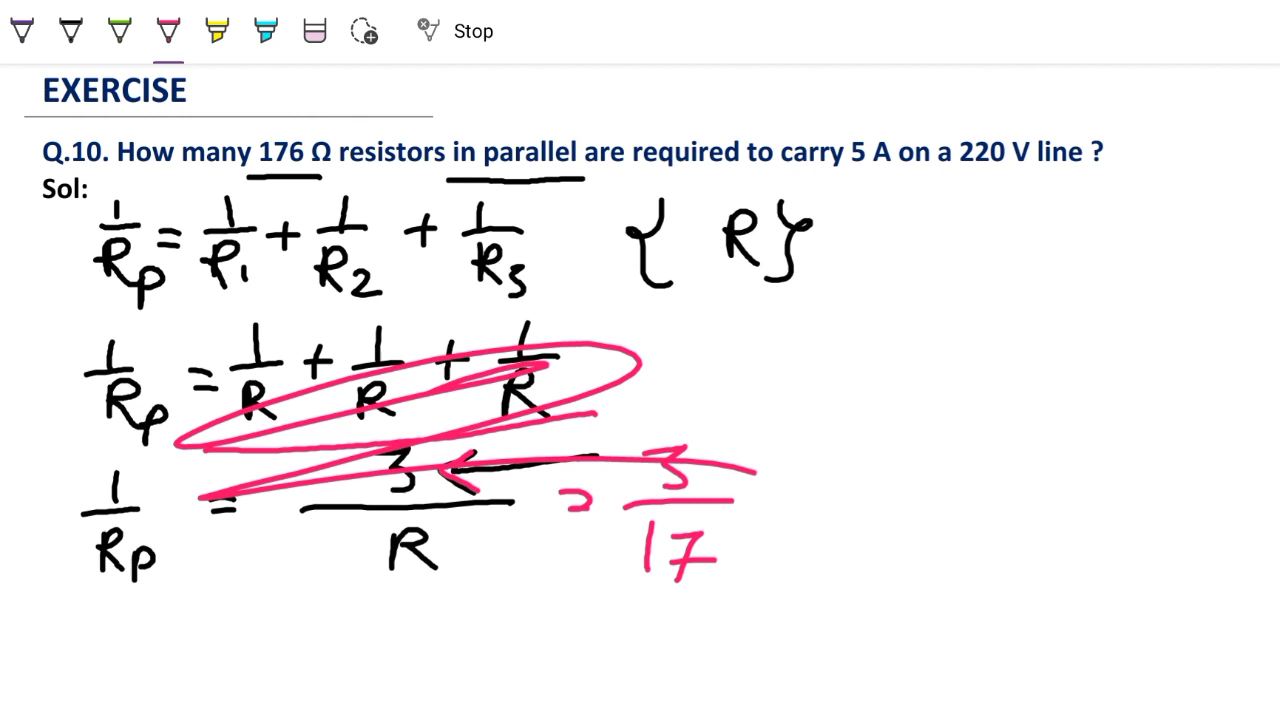 Stop
EXERCISE
Q.10. How many 176 Ω resistors in parallel are required to carry 5 A on a 220 V line ?
Sol:
1/Rp = 1/R1 + 1/R2 + 1/R3 { R }
1/Rp = 1/R + 1/R + 1/R
1/Rp = 3/R = 3/17